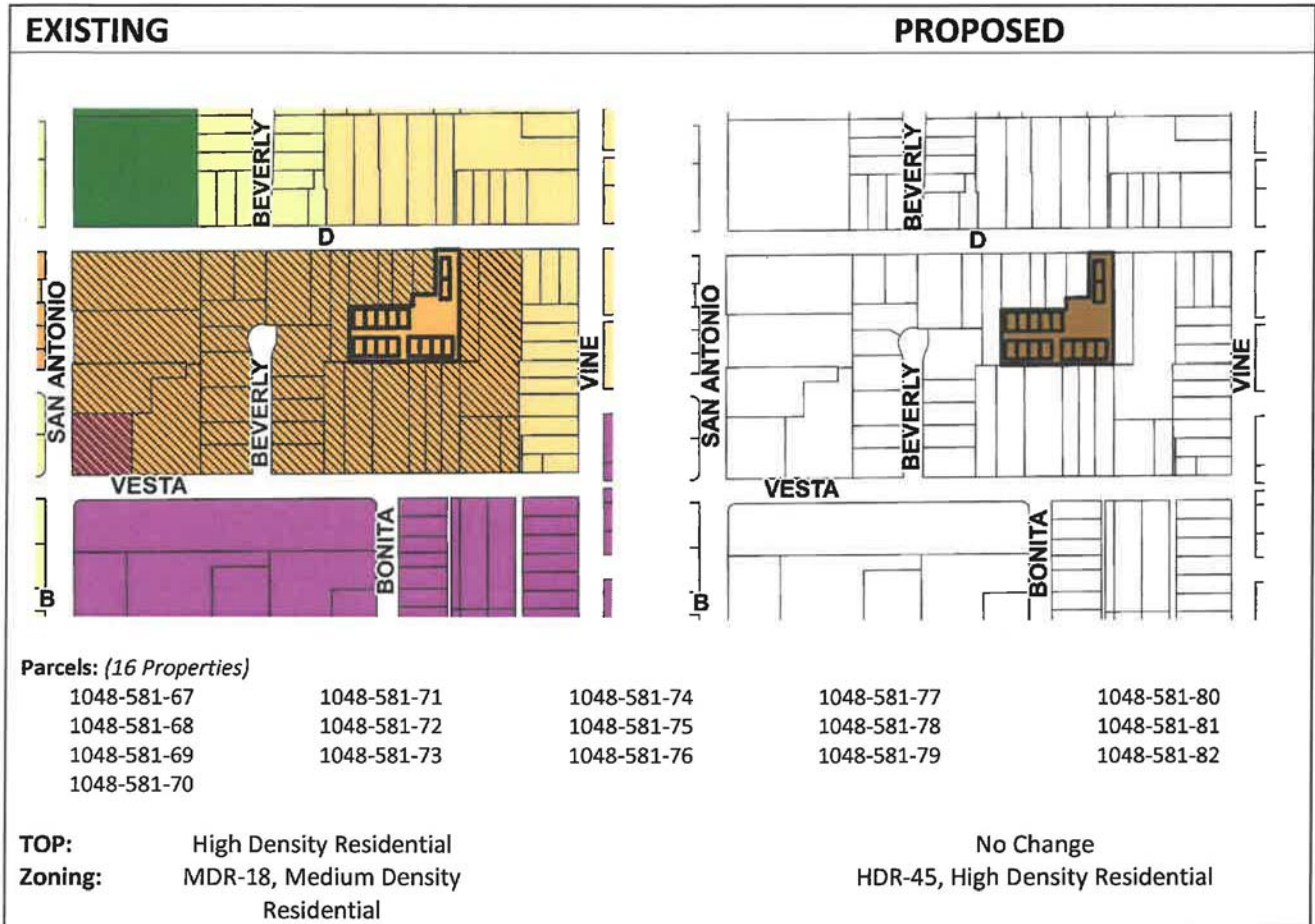 EXISTING PROPOSED
BEVERLY BEVERLY
D D
SAN ANTONIO BEVERLY VINE SAN ANTONIO BEVERLY VINE
VESTA VESTA
BONITA BONITA
B B
Parcels: (16 Properties)
1048-581-67 1048-581-71 1048-581-74 1048-581-77 1048-581-80
1048-581-68 1048-581-72 1048-581-75 1048-581-78 1048-581-81
1048-581-69 1048-581-73 1048-581-76 1048-581-79 1048-581-82
1048-581-70
TOP: High Density Residential No Change
Zoning: MDR-18, Medium Density HDR-45, High Density Residential
Residential